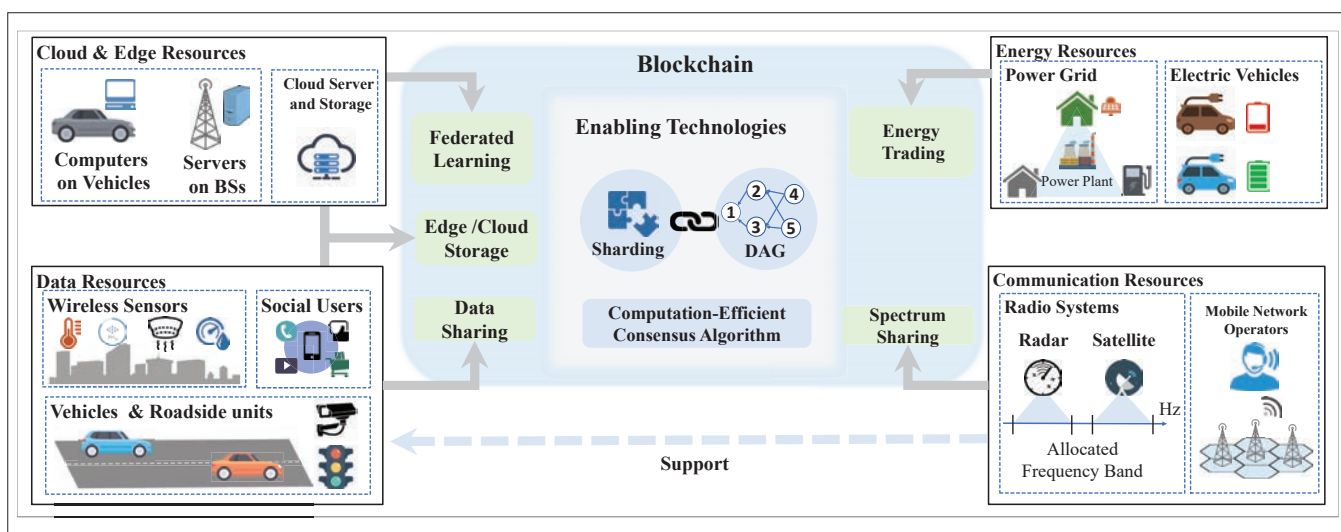 Cloud & Edge Resources
Computers
on Vehicles
Servers
on BSs
Cloud Server
and Storage
Data Resources
Wireless Sensors
Social Users
Vehicles & Roadside units
Blockchain
Federated
Learning
Edge /Cloud
Storage
Data
Sharing
Enabling Technologies
Sharding
1
2
3
4
5
DAG
Computation-Efficient
Consensus Algorithm
Energy
Trading
Spectrum
Sharing
Support
Energy Resources
Power Grid
Power Plant
Electric Vehicles
Communication Resources
Radio Systems
Radar
Satellite
Hz
Allocated
Frequency Band
Mobile Network
Operators